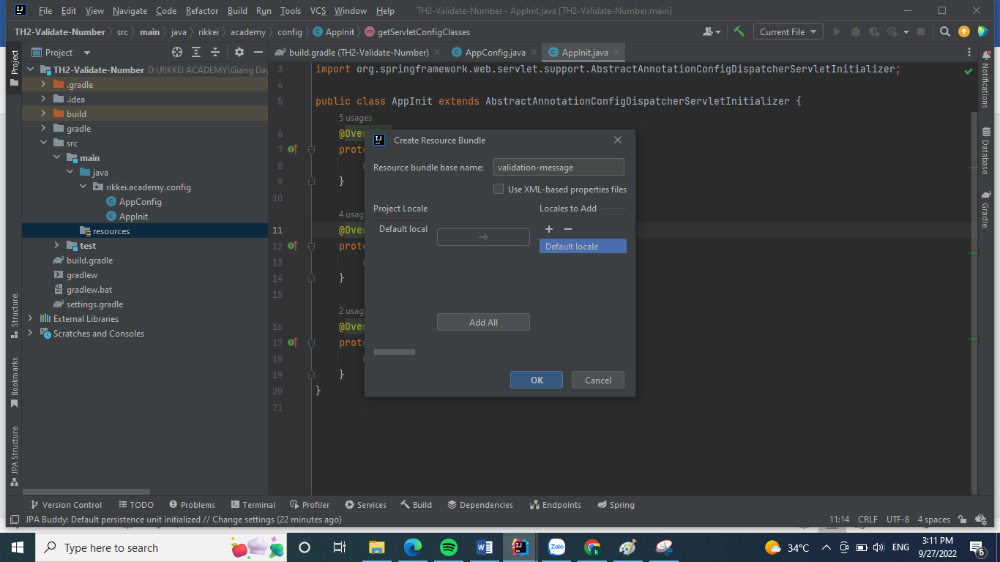 File Edit View Navigate Code Refactor Build Run Tools VCS Window Help TH2-Validate-Number - AppInit.java [TH2-Validate-Number.main]
TH2-Validate-Number src main java rikkei academy config AppInit getServletConfigClasses Current File
Project
build.gradle (TH2-Validate-Number) AppConfig.java AppInit.java
TH2-Validate-Number D:\RIKKEI ACADEMY\Giang Day
.gradle
.idea
build
gradle
src
main
java
rikkei.academy.config
AppConfig
AppInit
resources
test
build.gradle
gradlew
gradlew.bat
settings.gradle
External Libraries
Scratches and Consoles
Project
Structure
Bookmarks
JPA Structure
3 import org.springframework.web.servlet.support.AbstractAnnotationConfigDispatcherServletInitializer;
4
5 public class AppInit extends AbstractAnnotationConfigDispatcherServletInitializer {
5 usages
6 @Over
7 prot
8
9 }
10
4 usag
11 @Over
12 prot
13
14 }
15
2 usag
16 @Over
17 prot
18
19 }
20 }
21
Create Resource Bundle
Resource bundle base name: validation-message
Use XML-based properties files
Project Locale Locales to Add
Default local
Default locale
Add All
OK Cancel
Notifications
Database
Gradle
Version Control TODO Problems Terminal Profiler Services Build Dependencies Endpoints Spring
JPA Buddy: Default persistence unit initialized // Change settings (22 minutes ago) 11:14 CRLF UTF-8 4 spaces
Type here to search
Zalo
34°C ENG 3:11 PM
9/27/2022
6